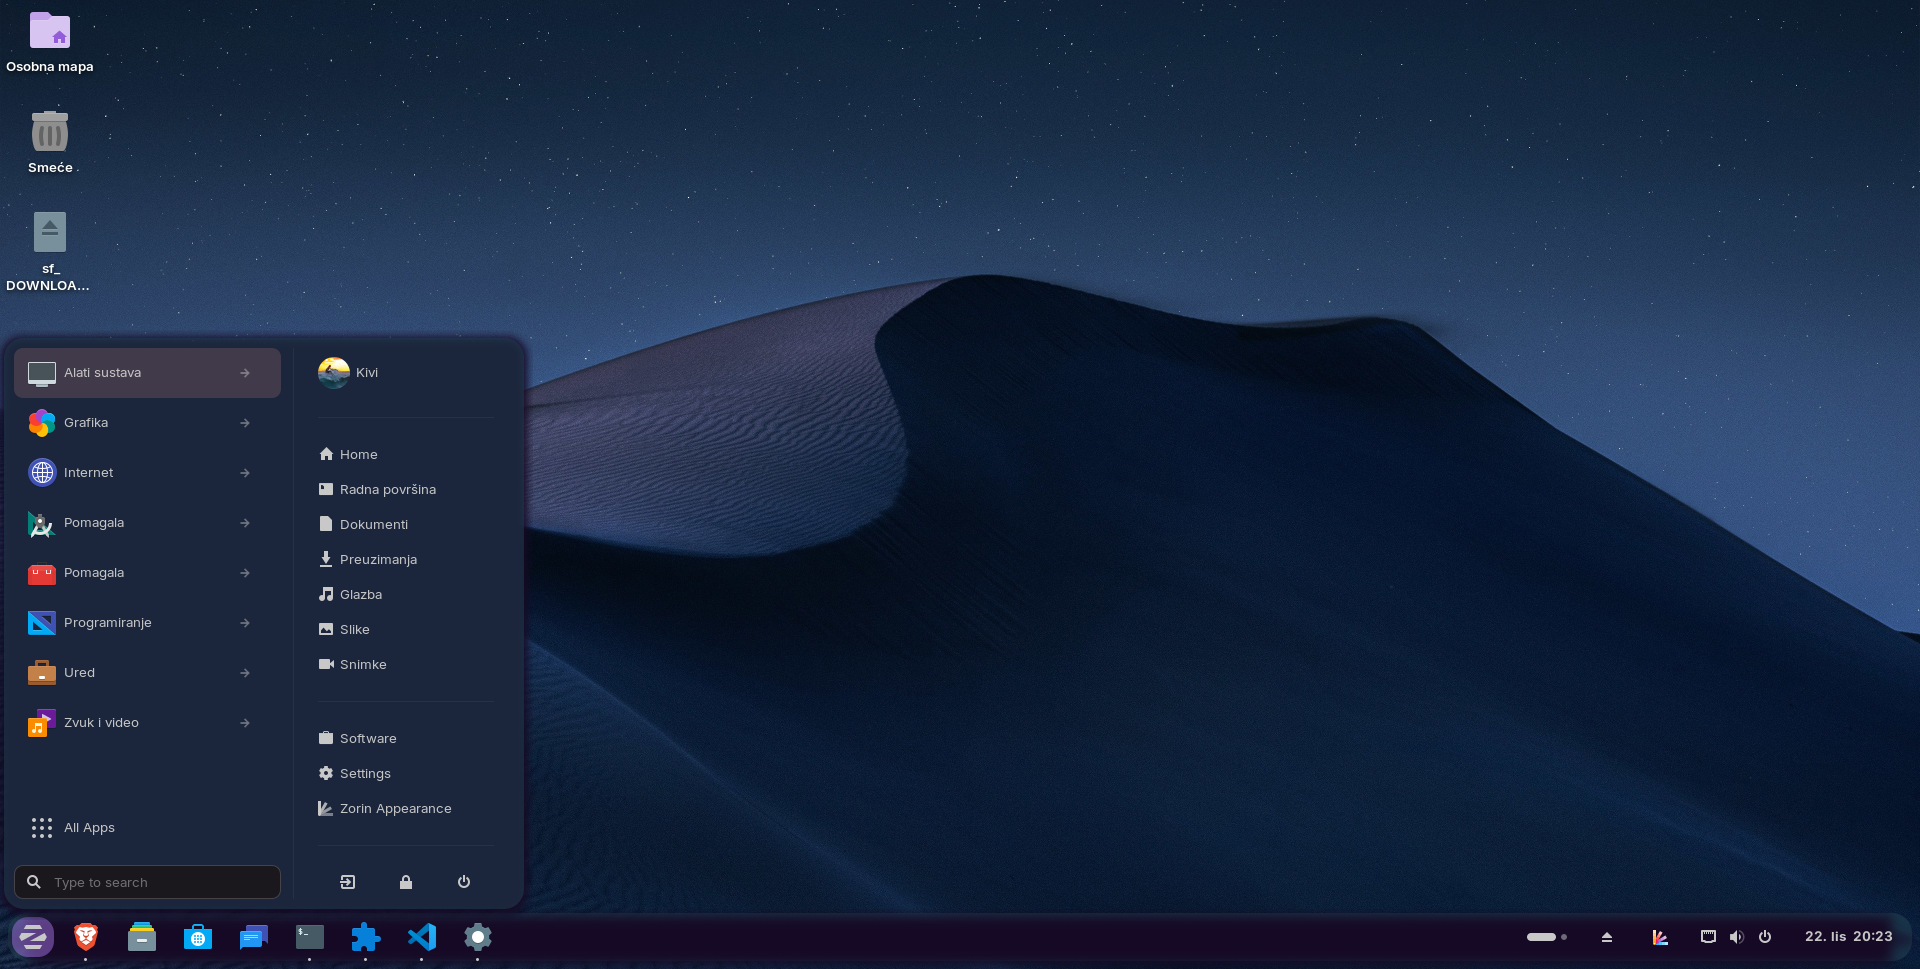 Osobna mapa
Smeće
sf_
DOWNLOA...
Alati sustava
Grafika
Internet
Pomagala
Pomagala
Programiranje
Ured
Zvuk i video
All Apps
Type to search
Kivi
Home
Radna površina
Dokumenti
Preuzimanja
Glazba
Slike
Snimke
Software
Settings
Zorin Appearance
$_
22. lis 20:23